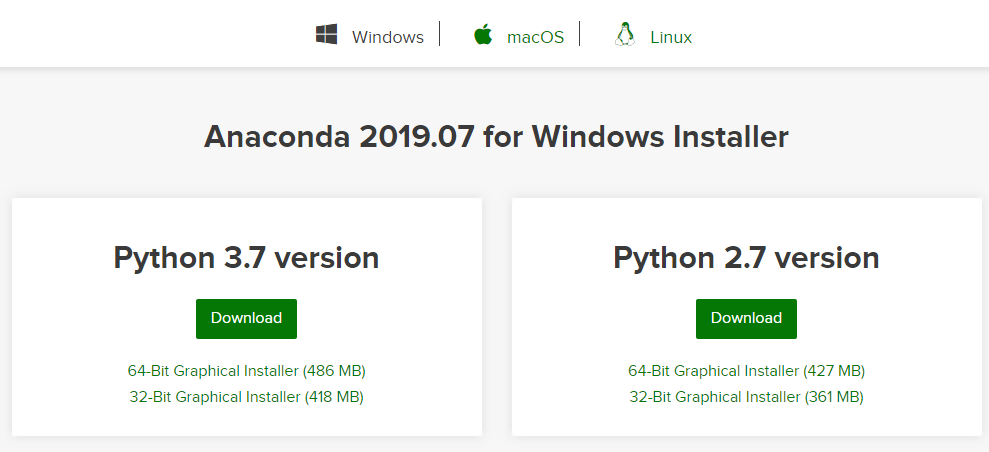 Windows macOS Linux
Anaconda 2019.07 for Windows Installer
Python 3.7 version
Download
64-Bit Graphical Installer (486 MB)
32-Bit Graphical Installer (418 MB)
Python 2.7 version
Download
64-Bit Graphical Installer (427 MB)
32-Bit Graphical Installer (361 MB)